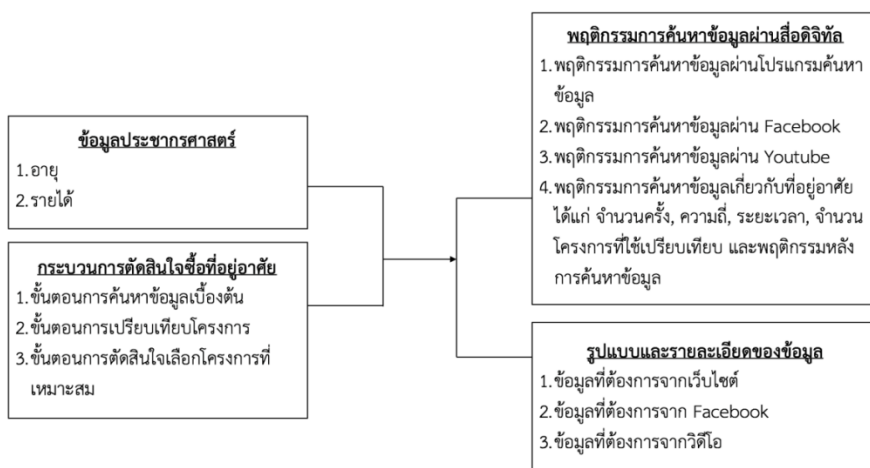 ข้อมูลประชากรศาสตร์
1.อายุ
2.รายได้
กระบวนการตัดสินใจซื้อที่อยู่อาศัย
1.ขั้นตอนการค้นหาข้อมูลเบื้องต้น
2.ขั้นตอนการเปรียบเทียบโครงการ
3.ขั้นตอนการตัดสินใจเลือกโครงการที่
เหมาะสม
พฤติกรรมการค้นหาข้อมูลผ่านสื่อดิจิทัล
1.พฤติกรรมการค้นหาข้อมูลผ่านโปรแกรมค้นหา
ข้อมูล
2.พฤติกรรมการค้นหาข้อมูลผ่าน Facebook
3.พฤติกรรมการค้นหาข้อมูลผ่าน Youtube
4.พฤติกรรมการค้นหาข้อมูลเกี่ยวกับที่อยู่อาศัย
ได้แก่ จำนวนครั้ง, ความถี่, ระยะเวลา, จำนวน
โครงการที่ใช้เปรียบเทียบ และพฤติกรรมหลัง
การค้นหาข้อมูล
รูปแบบและรายละเอียดของข้อมูล
1.ข้อมูลที่ต้องการจากเว็บไซต์
2.ข้อมูลที่ต้องการจาก Facebook
3.ข้อมูลที่ต้องการจากวิดีโอ